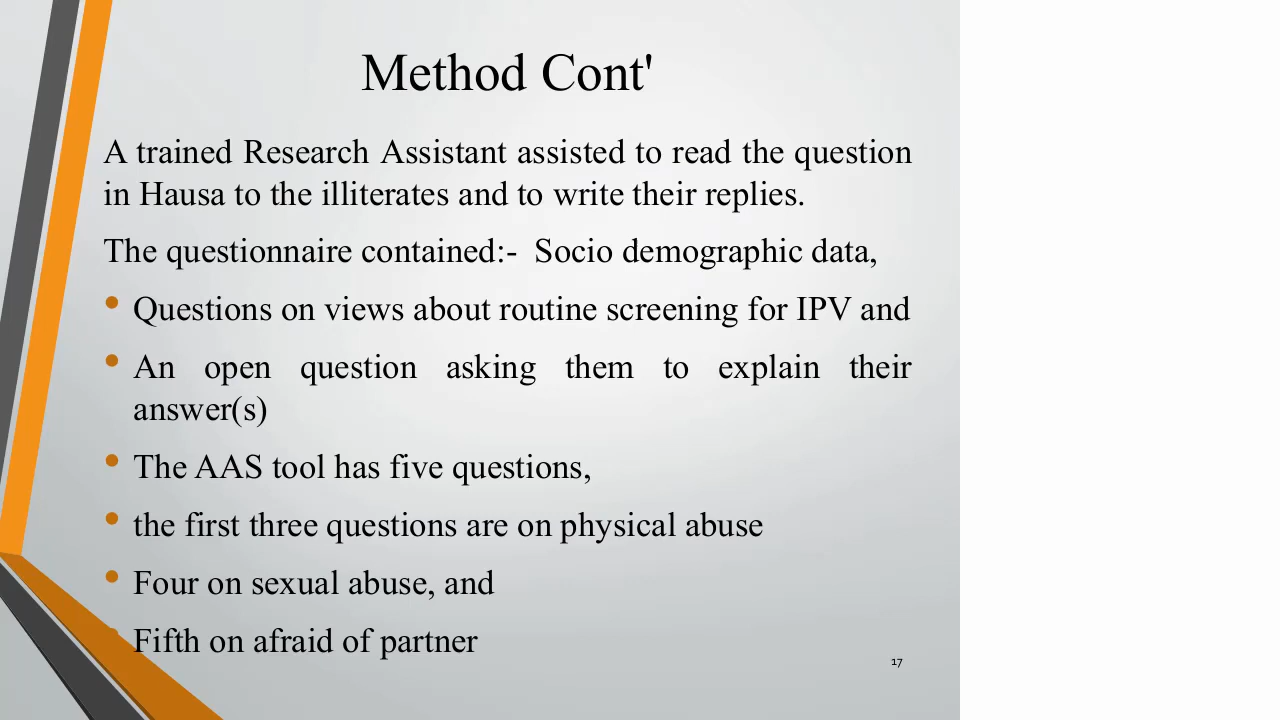 Method Cont'
A trained Research Assistant assisted to read the question
in Hausa to the illiterates and to write their replies.
The questionnaire contained:- Socio demographic data,
• Questions on views about routine screening for IPV and
• An open question asking them to explain their
answer(s)
• The AAS tool has five questions,
• the first three questions are on physical abuse
• Four on sexual abuse, and
• Fifth on afraid of partner
17